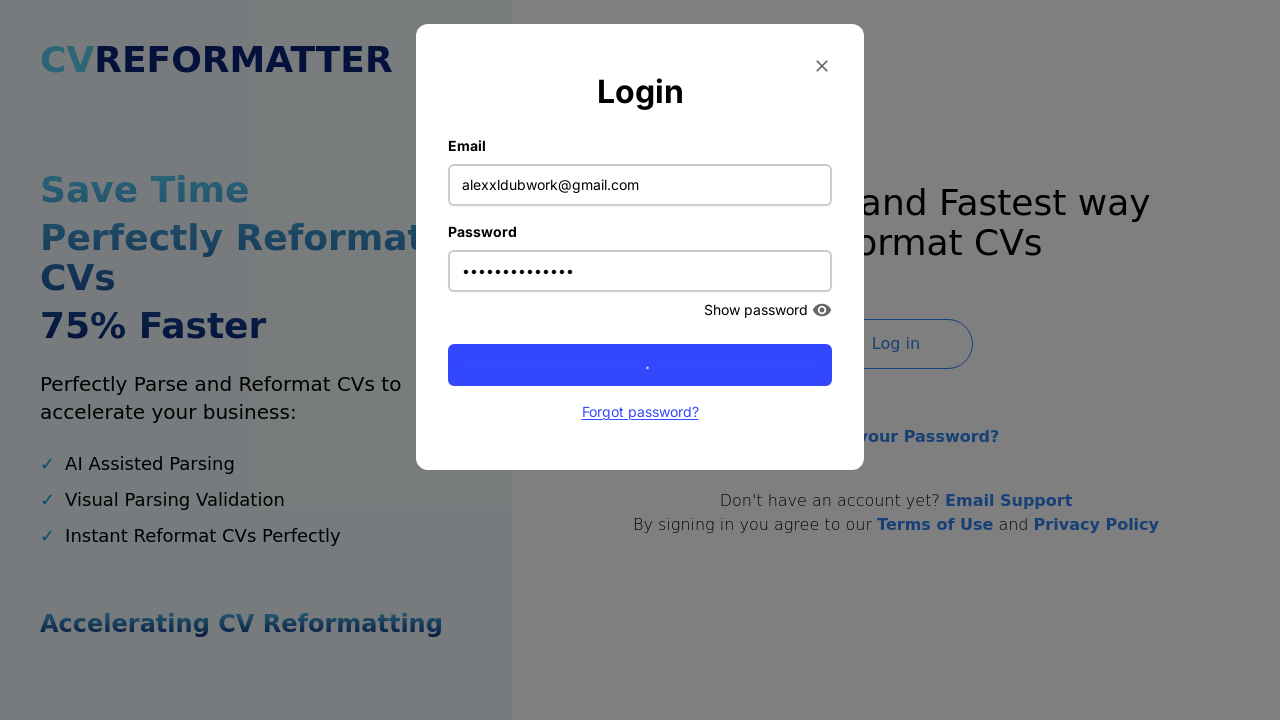 CVREFORMATTER
Save Time
Perfectly Reformat
CVs
75% Faster
Perfectly Parse and Reformat CVs to
accelerate your business:
✓ AI Assisted Parsing
✓ Visual Parsing Validation
✓ Instant Reformat CVs Perfectly
Accelerating CV Reformatting
Login
Email
alexxldubwork@gmail.com
Password
••••••••••••••
Show password
Forgot password?
and Fastest way
ormat CVs
Log in
your Password?
Don't have an account yet? Email Support
By signing in you agree to our Terms of Use and Privacy Policy